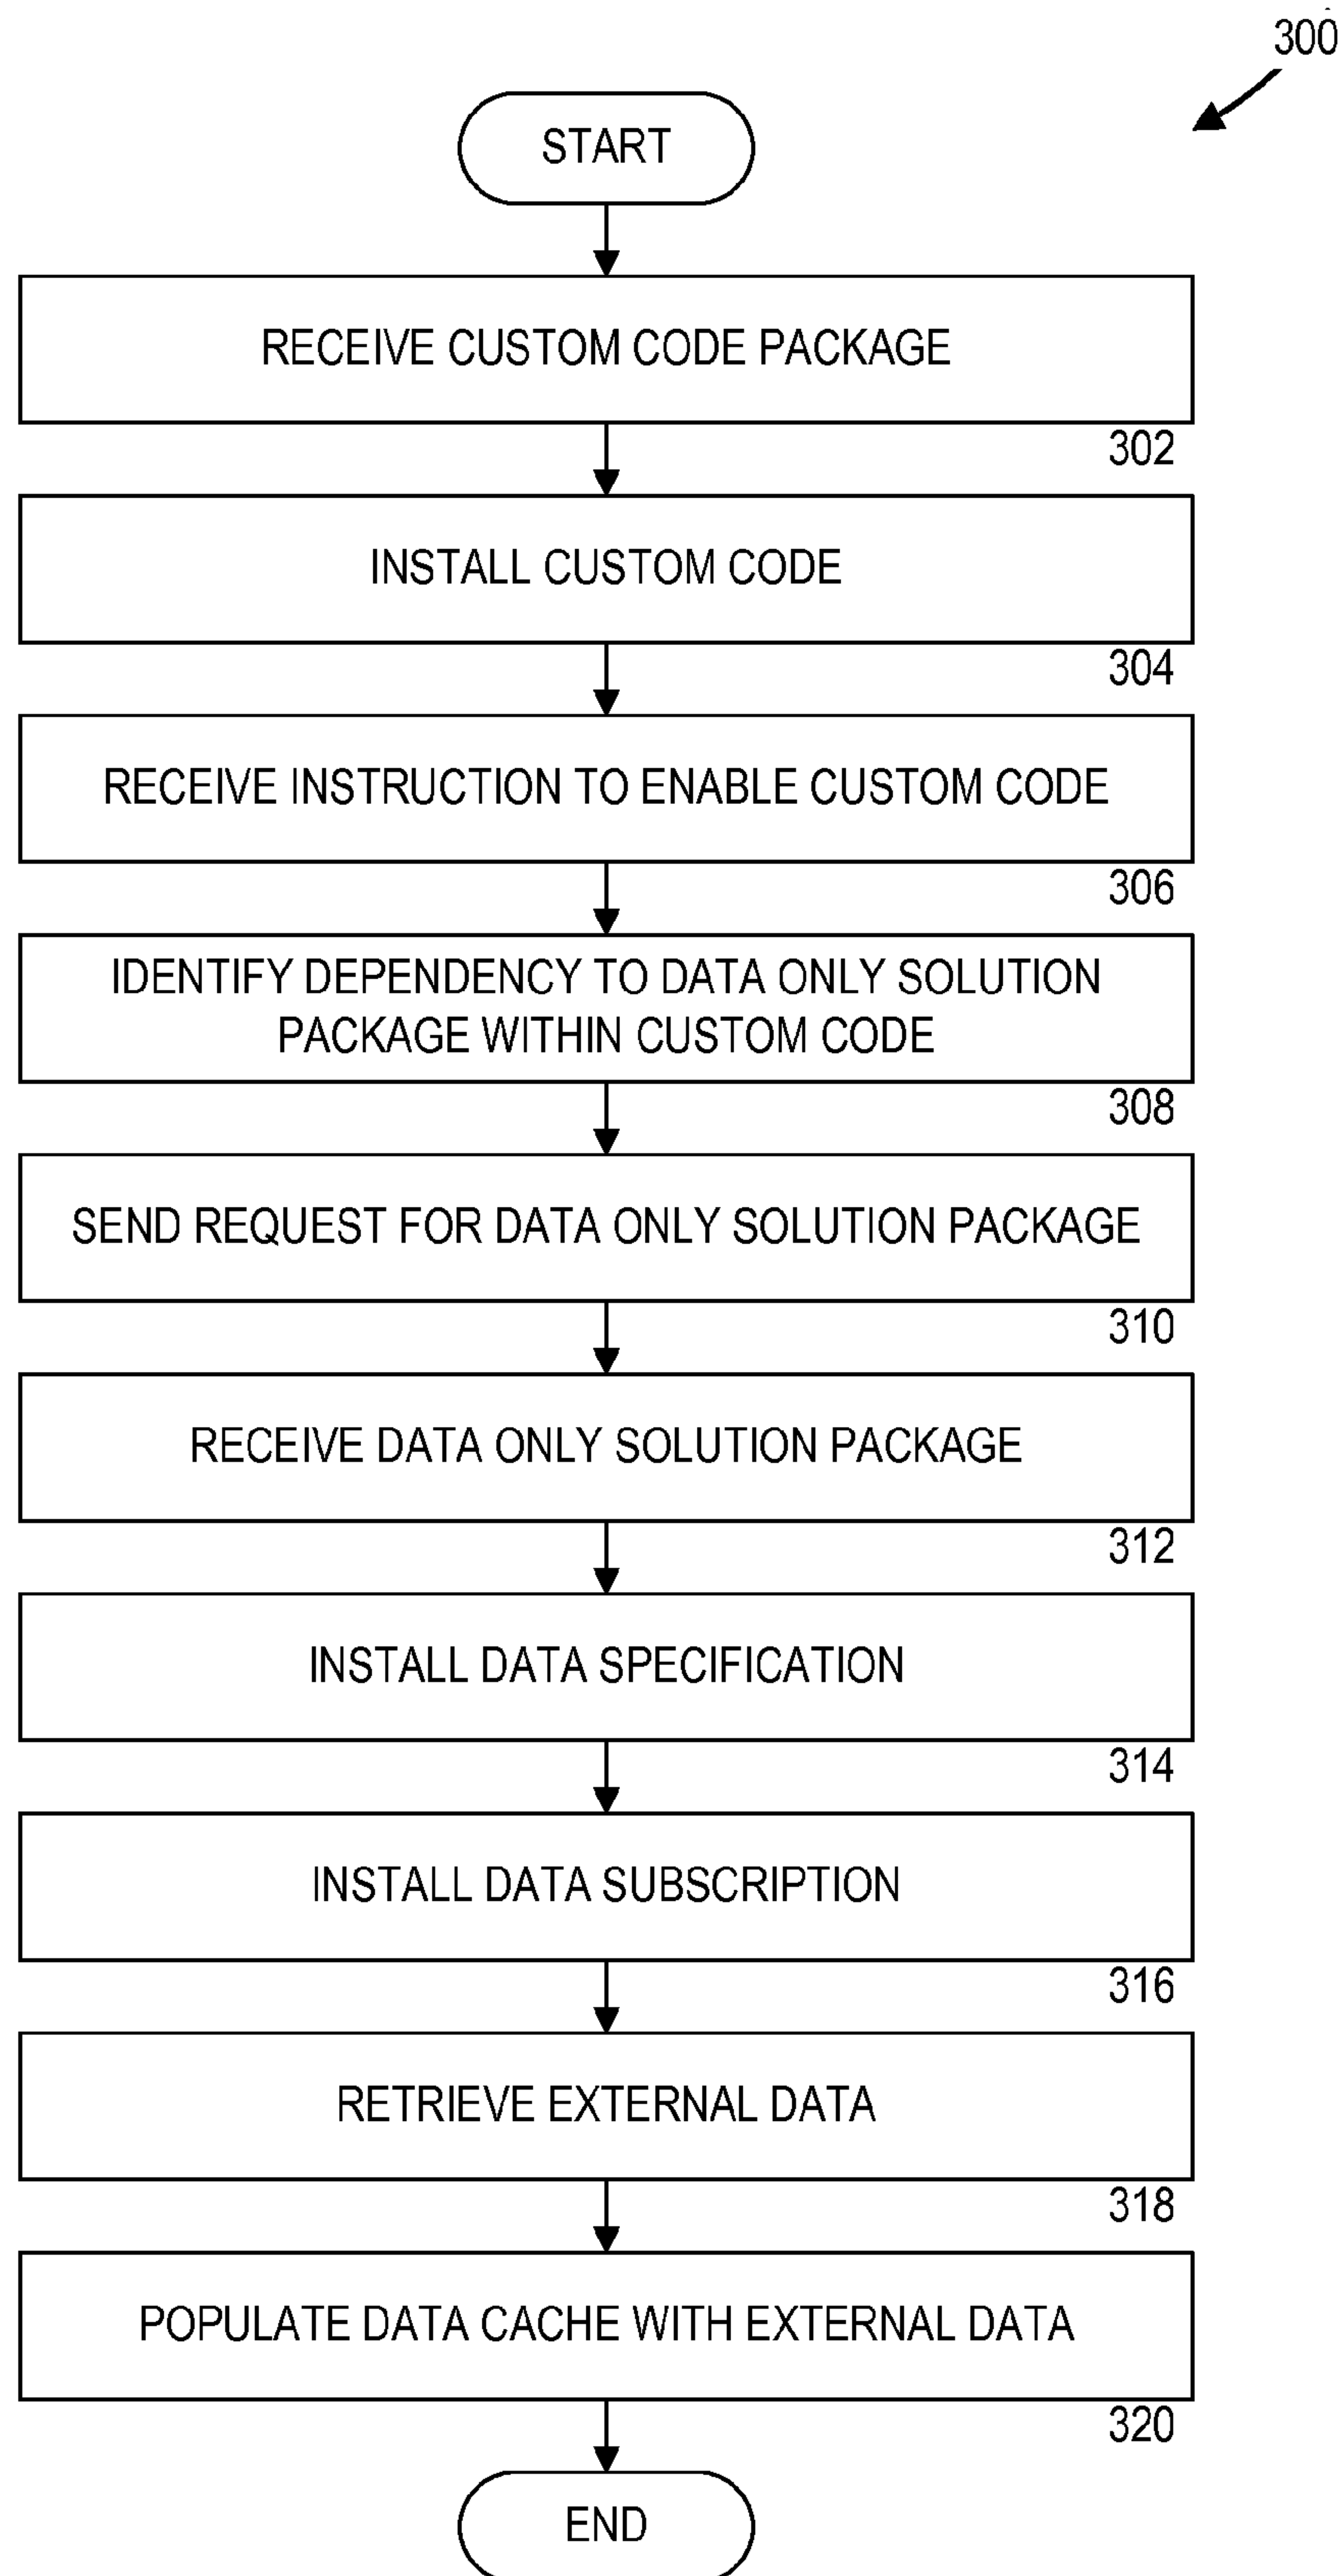 300
START
RECEIVE CUSTOM CODE PACKAGE
302
INSTALL CUSTOM CODE
304
RECEIVE INSTRUCTION TO ENABLE CUSTOM CODE
306
IDENTIFY DEPENDENCY TO DATA ONLY SOLUTION
PACKAGE WITHIN CUSTOM CODE
308
SEND REQUEST FOR DATA ONLY SOLUTION PACKAGE
310
RECEIVE DATA ONLY SOLUTION PACKAGE
312
INSTALL DATA SPECIFICATION
314
INSTALL DATA SUBSCRIPTION
316
RETRIEVE EXTERNAL DATA
318
POPULATE DATA CACHE WITH EXTERNAL DATA
320
END